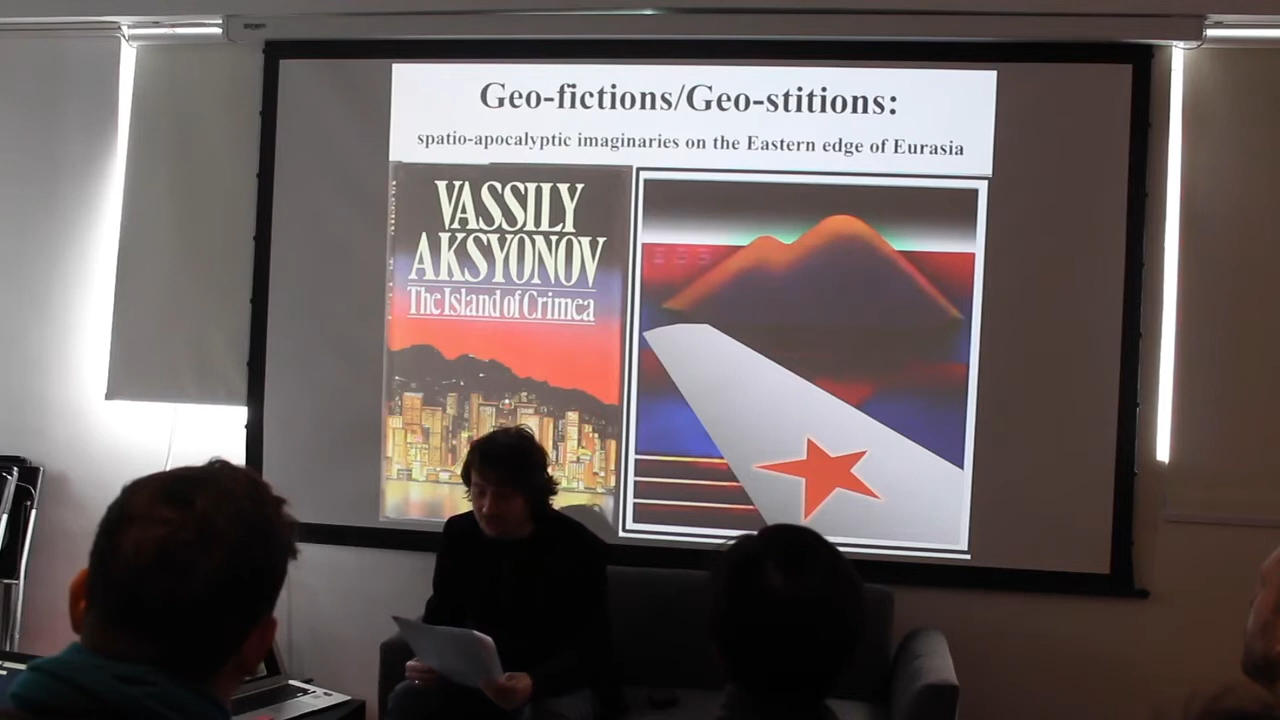 Geo-fictions/Geo-stitions:
spatio-apocalyptic imaginaries on the Eastern edge of Eurasia
VASSILY
AKSYONOV
The Island of Crimea